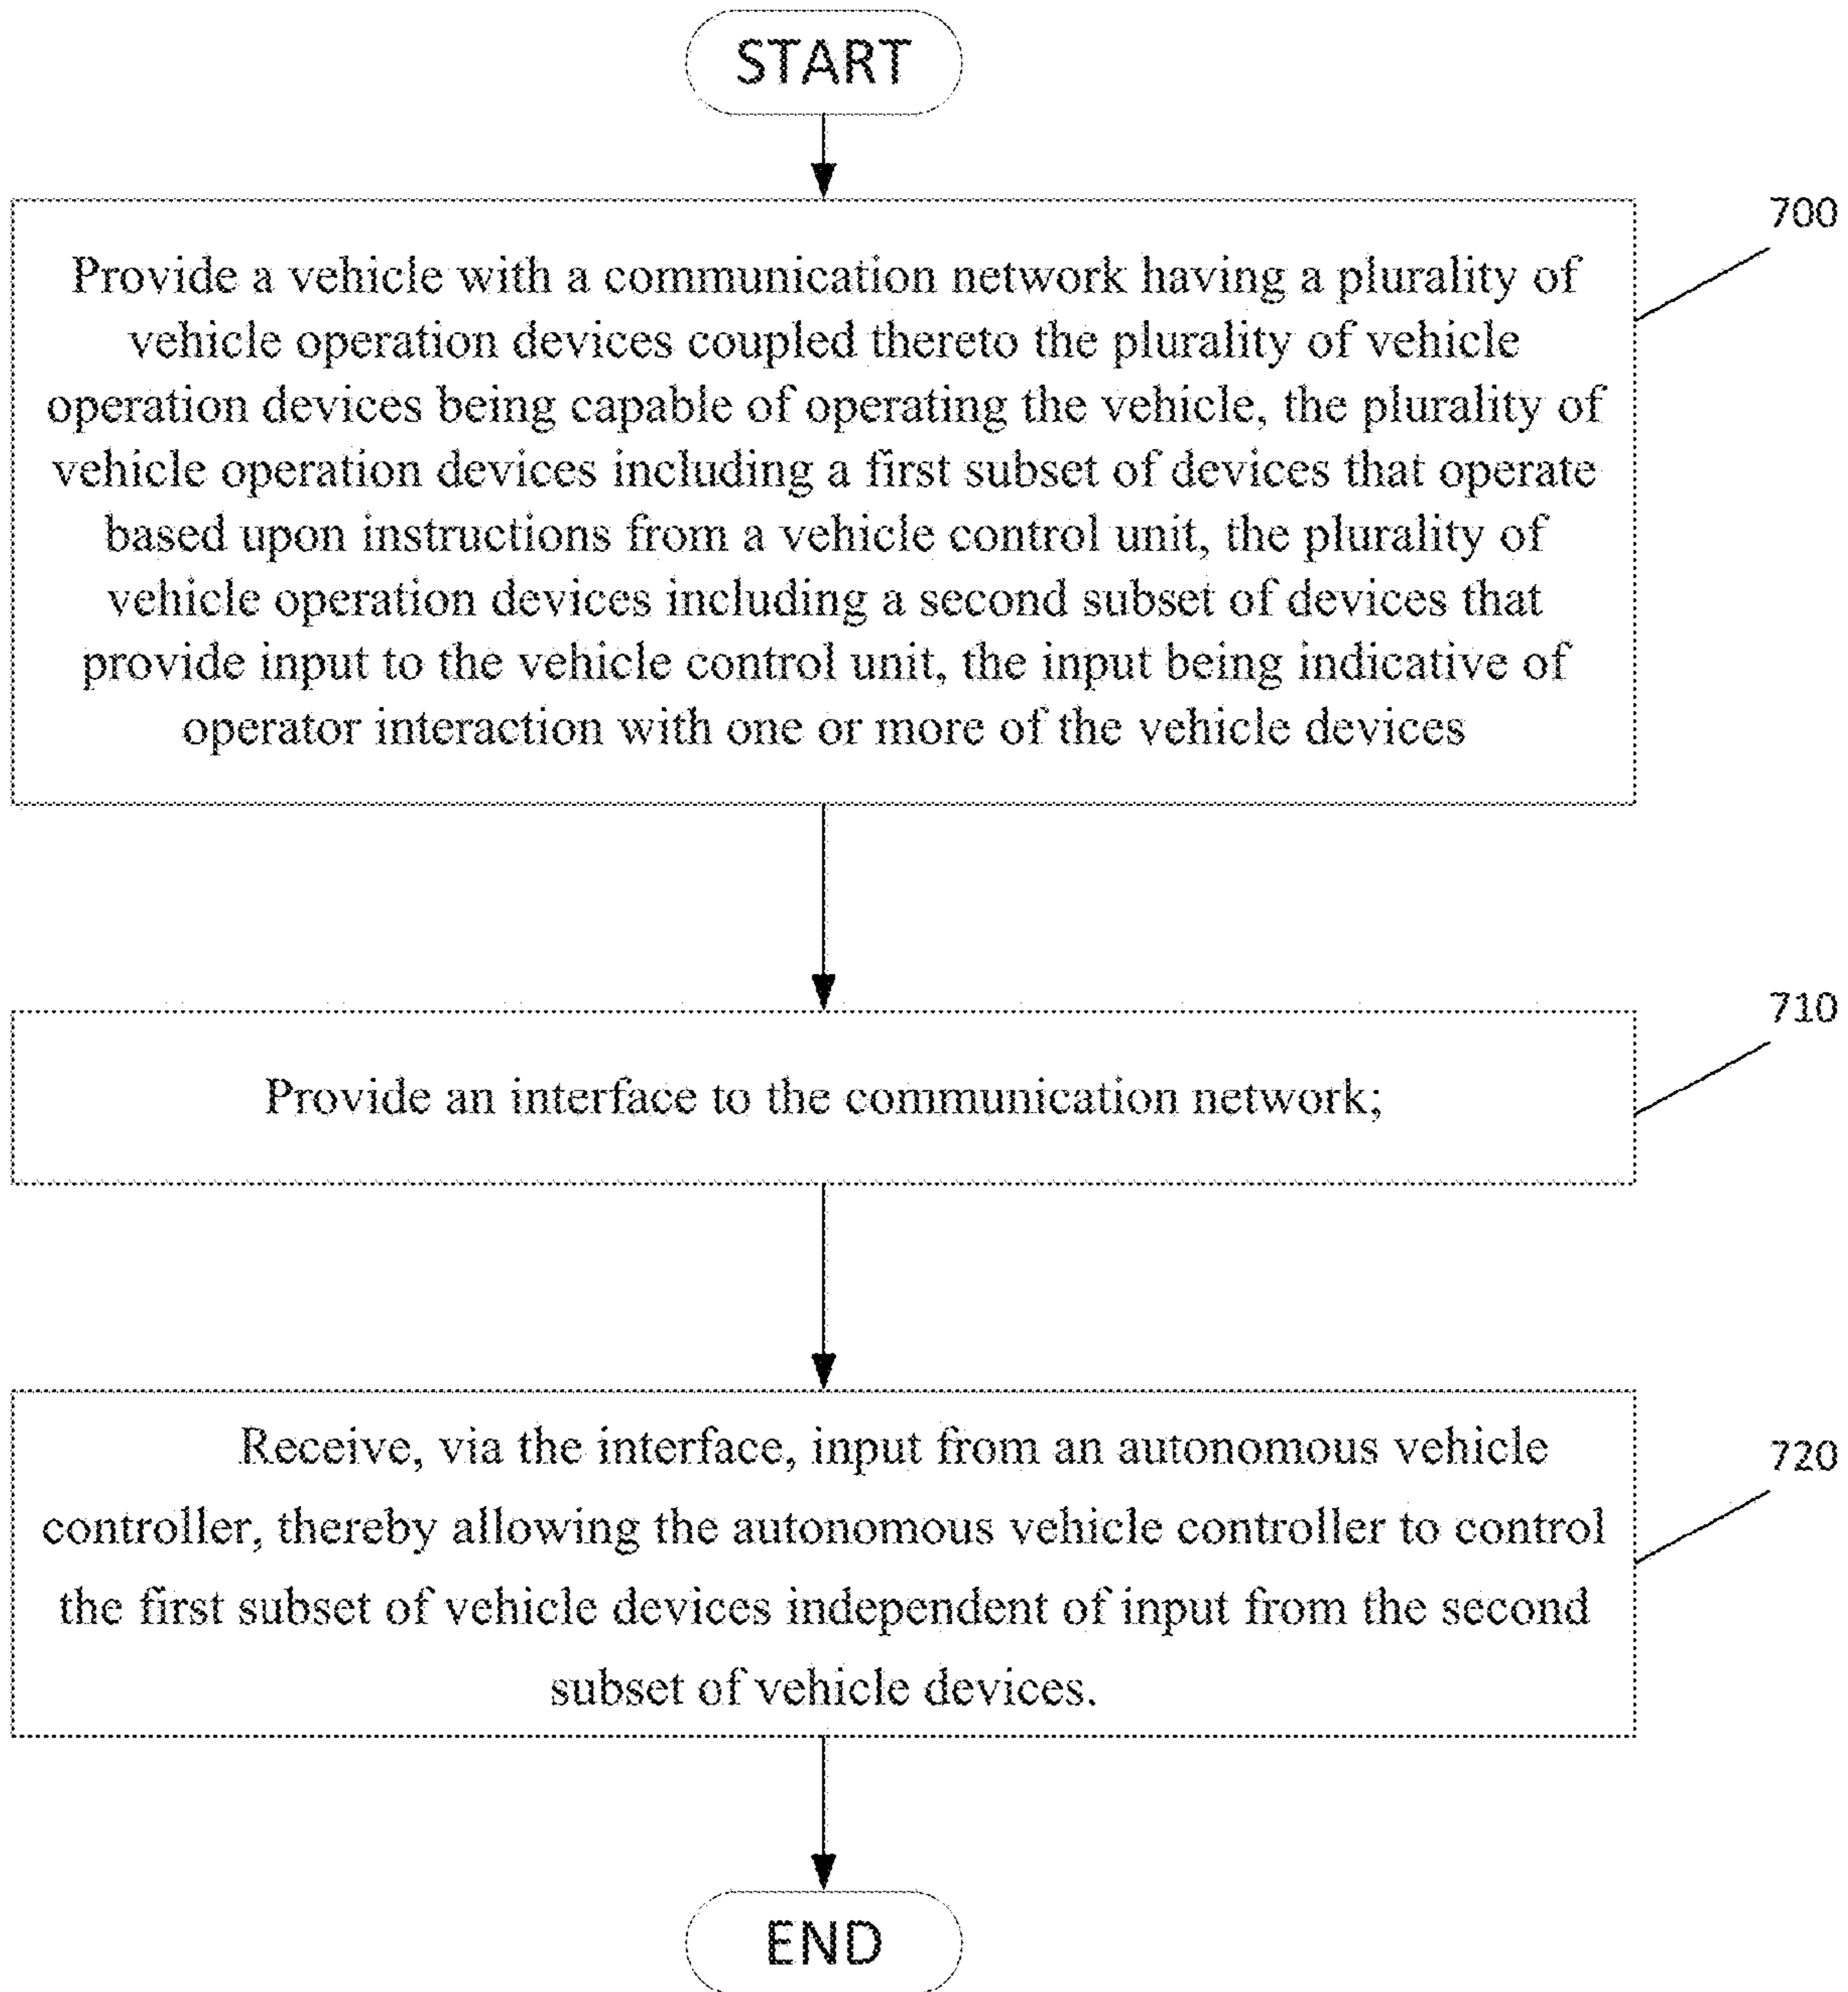 START
700
Provide a vehicle with a communication network having a plurality of
vehicle operation devices coupled thereto the plurality of vehicle
operation devices being capable of operating the vehicle, the plurality of
vehicle operation devices including a first subset of devices that operate
based upon instructions from a vehicle control unit, the plurality of
vehicle operation devices including a second subset of devices that
provide input to the vehicle control unit, the input being indicative of
operator interaction with one or more of the vehicle devices
710
Provide an interface to the communication network;
720
Receive, via the interface, input from an autonomous vehicle
controller, thereby allowing the autonomous vehicle controller to control
the first subset of vehicle devices independent of input from the second
subset of vehicle devices.
END